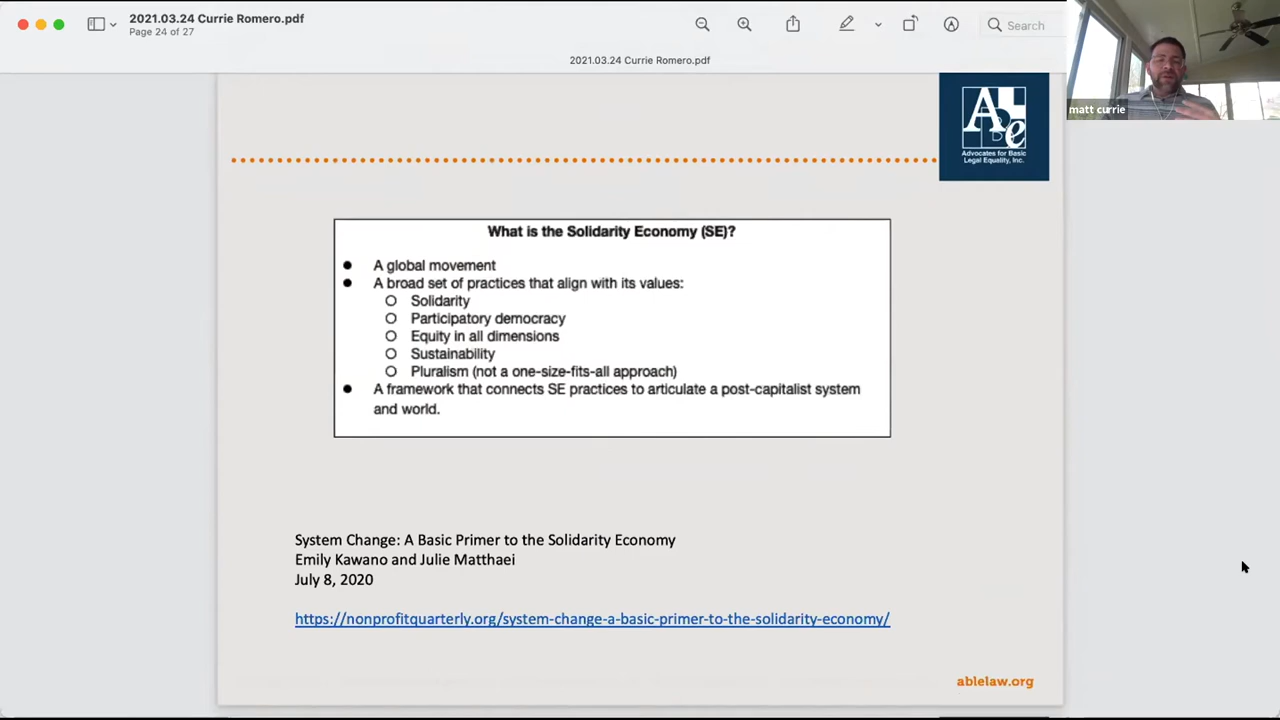 2021.03.24 Currie Romero.pdf
Page 24 of 27
Search
2021.03.24 Currie Romero.pdf
matt currie
Advocates for Basic
Legal Equality, Inc.
What is the Solidarity Economy (SE)?
● A global movement
● A broad set of practices that align with its values:
○ Solidarity
○ Participatory democracy
○ Equity in all dimensions
○ Sustainability
○ Pluralism (not a one-size-fits-all approach)
● A framework that connects SE practices to articulate a post-capitalist system
and world.
System Change: A Basic Primer to the Solidarity Economy
Emily Kawano and Julie Matthaei
July 8, 2020
https://nonprofitquarterly.org/system-change-a-basic-primer-to-the-solidarity-economy/
ablelaw.org